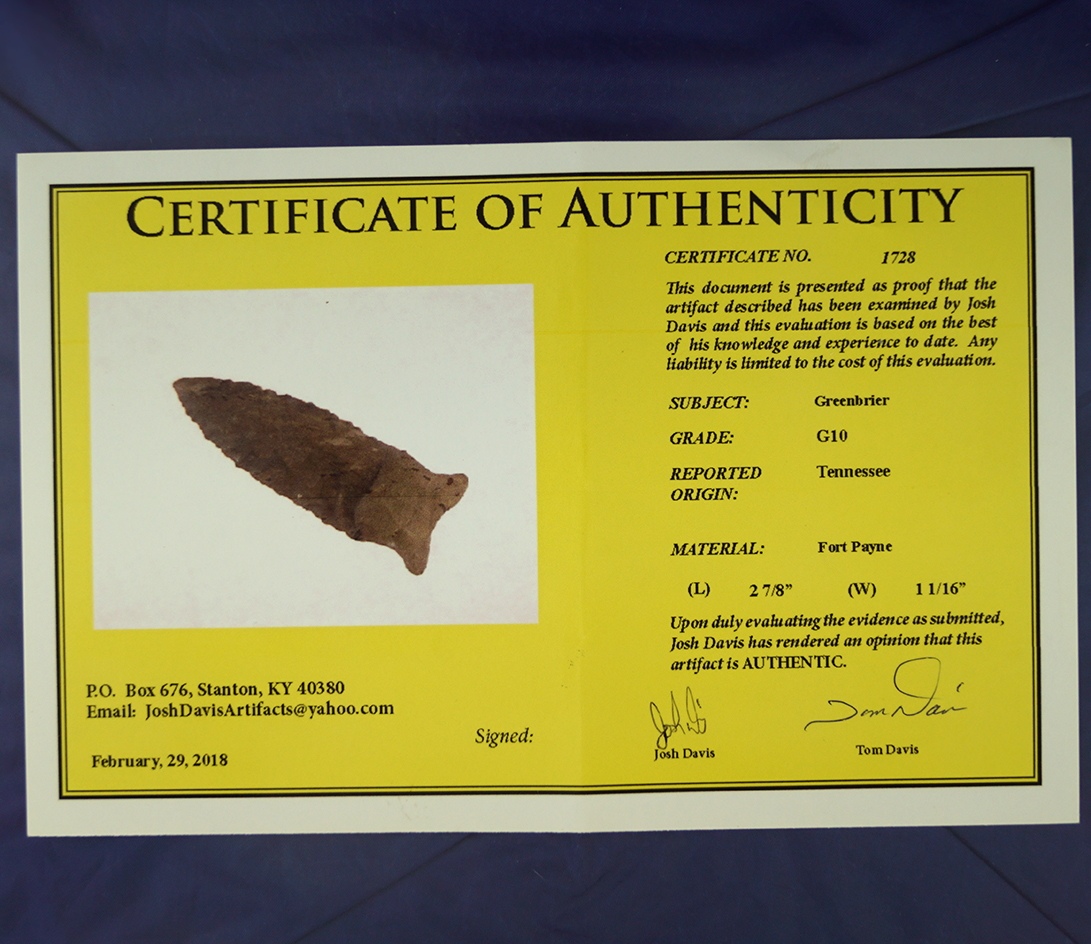 CERTIFICATE OF AUTHENTICITY
CERTIFICATE NO. 1728
This document is presented as proof that the
artifact described has been examined by Josh
Davis and this evaluation is based on the best
of his knowledge and experience to date. Any
liability is limited to the cost of this evaluation.
SUBJECT: Greenbrier
GRADE: G10
REPORTED Tennessee
ORIGIN:
MATERIAL: Fort Payne
(L) 2 7/8” (W) 1 1/16”
Upon duly evaluating the evidence as submitted,
Josh Davis has rendered an opinion that this
artifact is AUTHENTIC.
P.O. Box 676, Stanton, KY 40380
Email: JoshDavisArtifacts@yahoo.com
February, 29, 2018
Signed:
Tom Davis
Josh Davis
Tom Davis